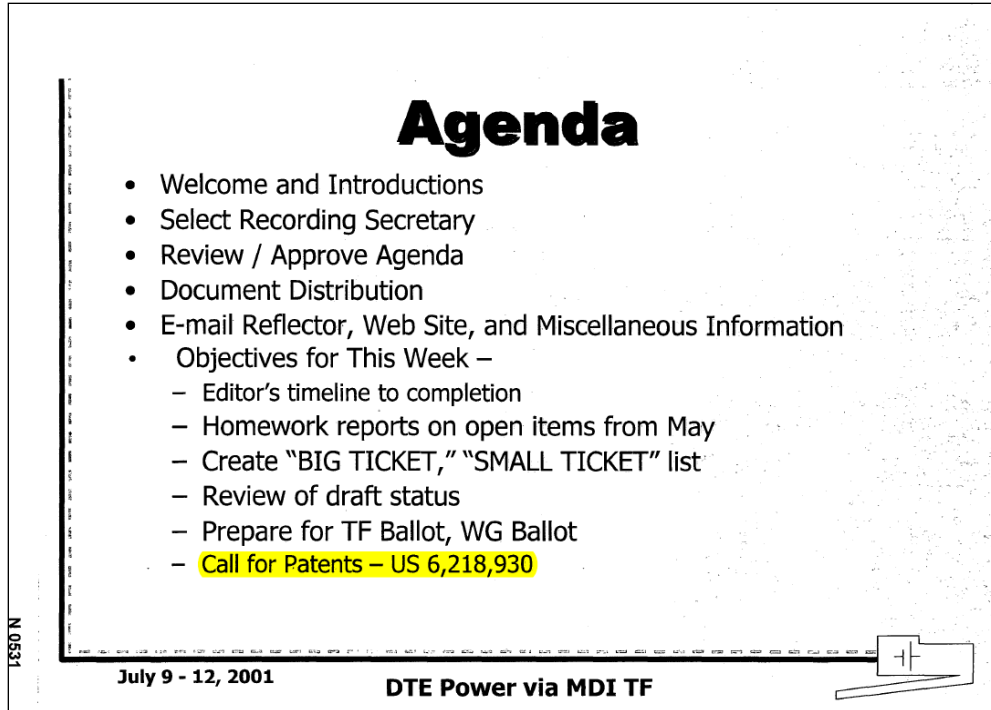 Agenda
• Welcome and Introductions
• Select Recording Secretary
• Review / Approve Agenda
• Document Distribution
• E-mail Reflector, Web Site, and Miscellaneous Information
• Objectives for This Week –
– Editor's timeline to completion
– Homework reports on open items from May
– Create “BIG TICKET,” “SMALL TICKET” list
– Review of draft status
– Prepare for TF Ballot, WG Ballot
– Call for Patents – US 6,218,930
N 0531
July 9 - 12, 2001
DTE Power via MDI TF